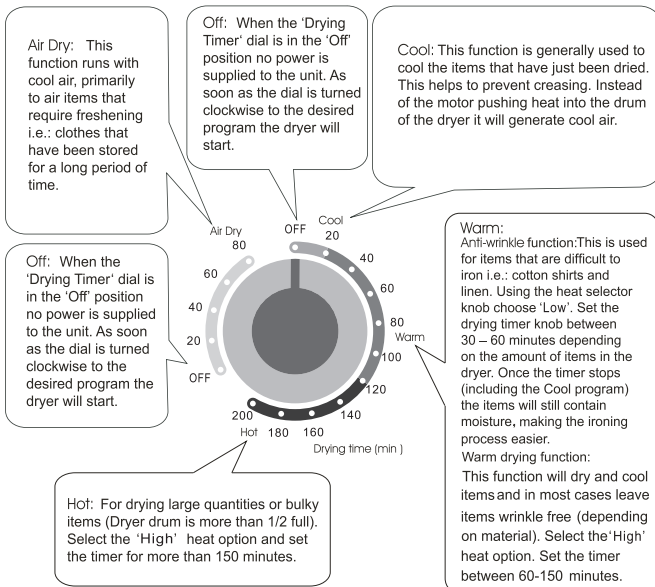 Air Dry: This
function runs with
cool air, primarily
to air items that
require freshening
i.e.: clothes that
have been stored
for a long period of
time.
Off: When the 'Drying
Timer' dial is in the 'Off'
position no power is
supplied to the unit. As
soon as the dial is turned
clockwise to the desired
program the dryer will
start.
Cool: This function is generally used to
cool the items that have just been dried.
This helps to prevent creasing. Instead
of the motor pushing heat into the drum
of the dryer it will generate cool air.
Off: When the
'Drying Timer' dial is
in the 'Off' position
no power is supplied
to the unit. As soon
as the dial is turned
clockwise to the
desired program the
dryer will start.
Air Dry
80
60
40
20
OFF
OFF
Cool
20
40
60
80
Warm
100
120
140
160
180
200
Hot
Drying time (min)
Warm:
Anti-wrinkle function:This is used
for items that are difficult to
iron i.e.: cotton shirts and
linen. Using the heat selector
knob choose 'Low'. Set the
drying timer knob between
30 – 60 minutes depending
on the amount of items in the
dryer. Once the timer stops
(including the Cool program)
the items will still contain
moisture, making the ironing
process easier.
Warm drying function:
This function will dry and cool
items and in most cases leave
items wrinkle free (depending
on material). Select the 'High'
heat option. Set the timer
between 60-150 minutes.
Hot: For drying large quantities or bulky
items (Dryer drum is more than 1/2 full).
Select the 'High' heat option and set
the timer for more than 150 minutes.